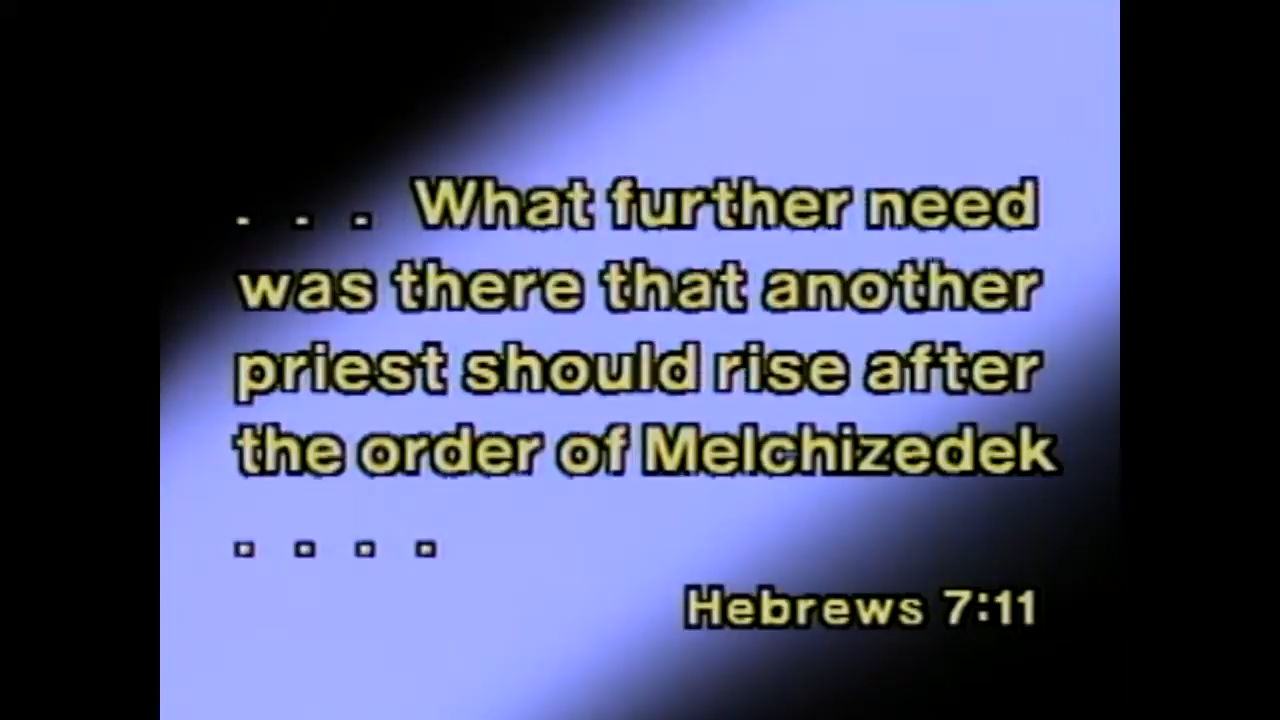 . . . What further need
was there that another
priest should rise after
the order of Melchizedek
. . . .
Hebrews 7:11